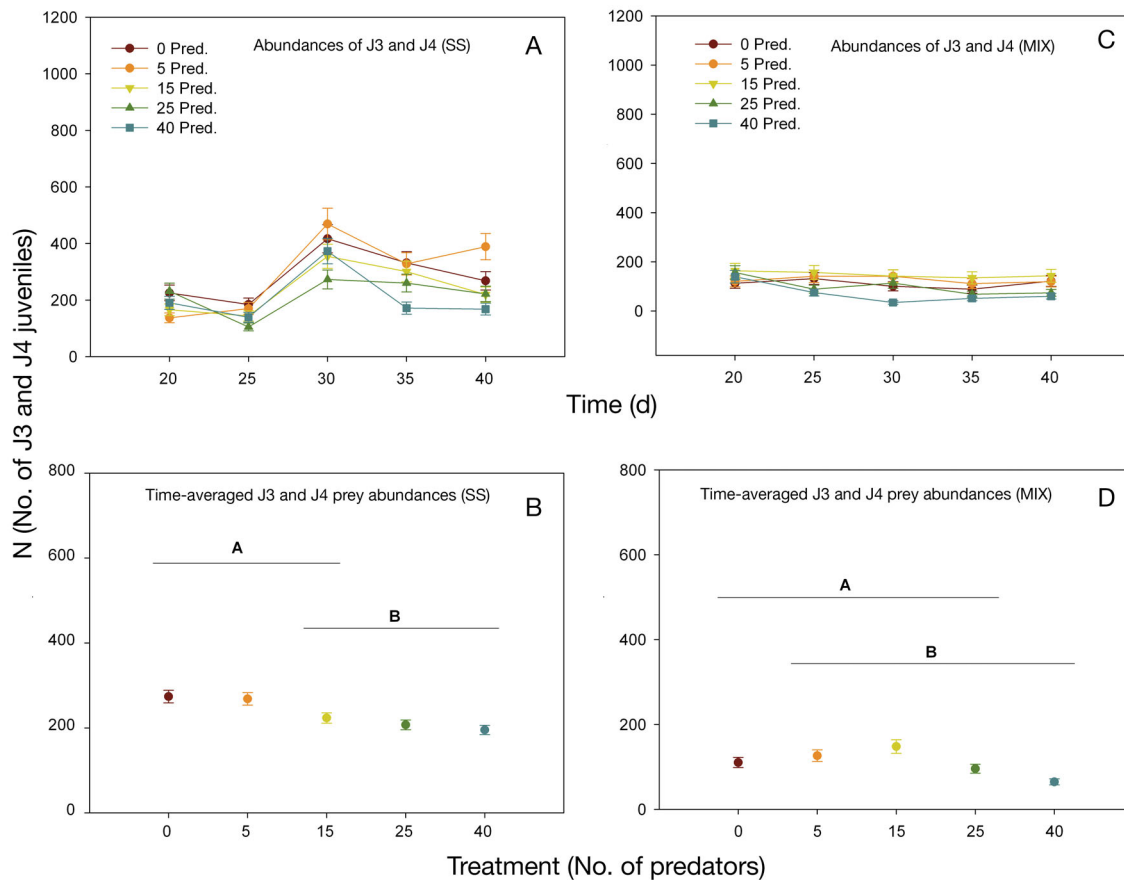 N (No. of J3 and J4 juveniles)
Abundances of J3 and J4 (SS)
A
0 Pred.
5 Pred.
15 Pred.
25 Pred.
40 Pred.
1200
1000
800
600
400
200
0
20 25 30 35 40
Abundances of J3 and J4 (MIX)
C
0 Pred.
5 Pred.
15 Pred.
25 Pred.
40 Pred.
1200
1000
800
600
400
200
0
20 25 30 35 40
Time (d)
Time-averaged J3 and J4 prey abundances (SS)
B
A
B
800
600
400
200
0
0 5 15 25 40
Time-averaged J3 and J4 prey abundances (MIX)
D
A
B
800
600
400
200
0
0 5 15 25 40
Treatment (No. of predators)